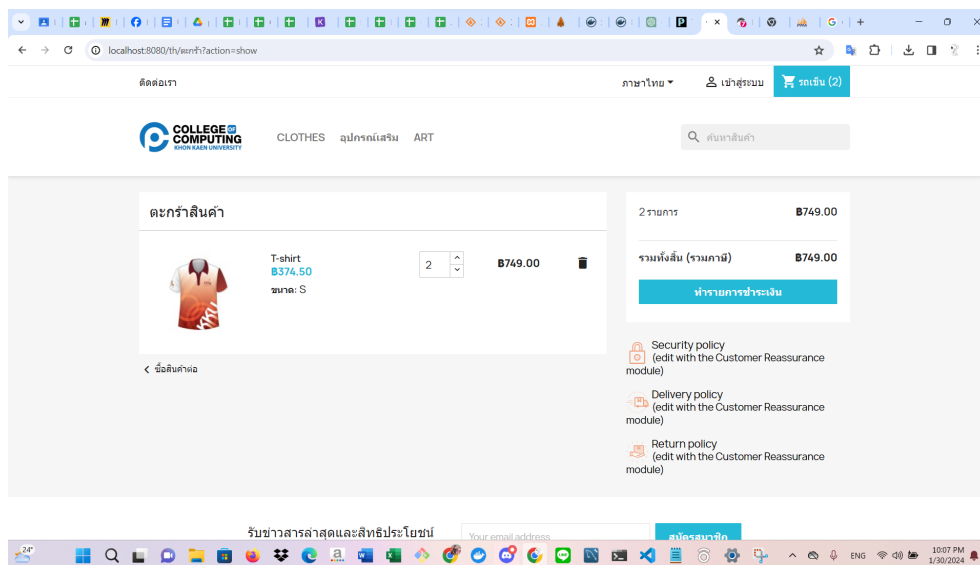 localhost:8080/th/ตะกร้า?action=show
ติดต่อเรา
ภาษาไทย
เข้าสู่ระบบ
รถเข็น (2)
COLLEGE OF
COMPUTING
KHON KAEN UNIVERSITY
CLOTHES อุปกรณ์เสริม ART
ค้นหาสินค้า
ตะกร้าสินค้า
T-shirt
฿374.50
ขนาด: S
2
฿749.00
2 รายการ ฿749.00
รวมทั้งสิ้น (รวมภาษี) ฿749.00
ทำรายการชำระเงิน
ซื้อสินค้าต่อ
Security policy
(edit with the Customer Reassurance
module)
Delivery policy
(edit with the Customer Reassurance
module)
Return policy
(edit with the Customer Reassurance
module)
รับข่าวสารล่าสุดและสิทธิประโยชน์
Your email address
สมัครสมาชิก
24°
ENG
10:07 PM
1/30/2024